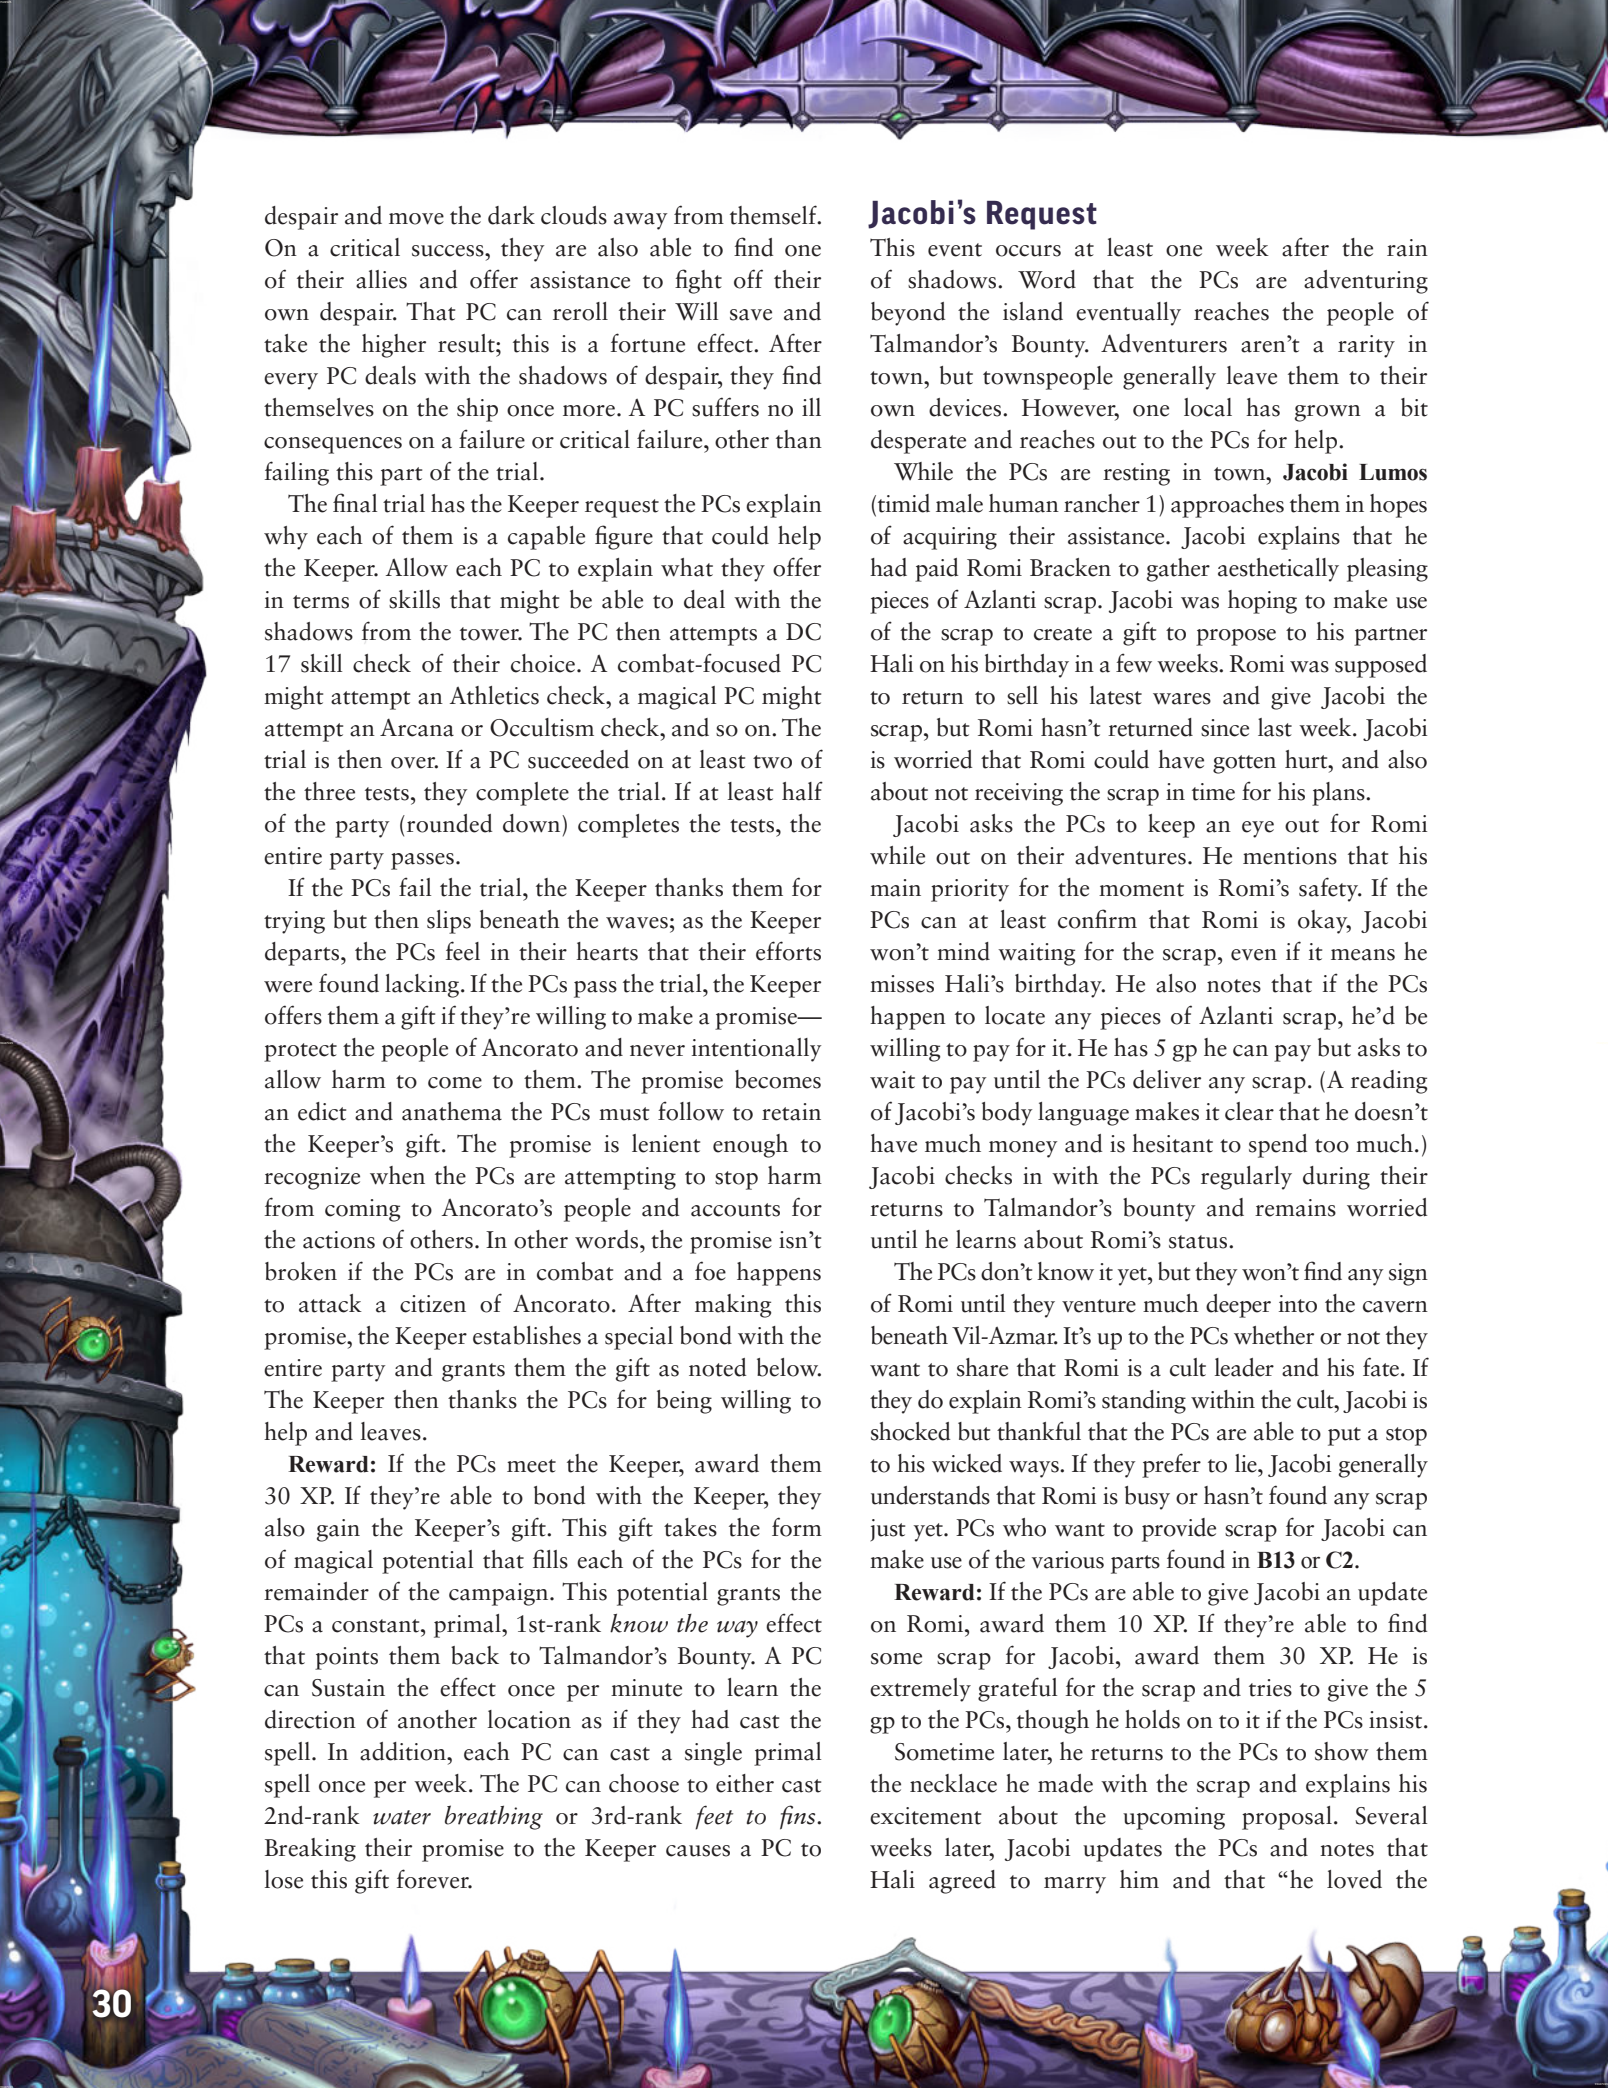 despair and move the dark clouds away from themself.
On a critical success, they are also able to find one
of their allies and offer assistance to fight off their
own despair. That PC can reroll their Will save and
take the higher result; this is a fortune effect. After
every PC deals with the shadows of despair, they find
themselves on the ship once more. A PC suffers no ill
consequences on a failure or critical failure, other than
failing this part of the trial.
The final trial has the Keeper request the PCs explain
why each of them is a capable figure that could help
the Keeper. Allow each PC to explain what they offer
in terms of skills that might be able to deal with the
shadows from the tower. The PC then attempts a DC
17 skill check of their choice. A combat-focused PC
might attempt an Athletics check, a magical PC might
attempt an Arcana or Occultism check, and so on. The
trial is then over. If a PC succeeded on at least two of
the three tests, they complete the trial. If at least half
of the party (rounded down) completes the tests, the
entire party passes.
If the PCs fail the trial, the Keeper thanks them for
trying but then slips beneath the waves; as the Keeper
departs, the PCs feel in their hearts that their efforts
were found lacking. If the PCs pass the trial, the Keeper
offers them a gift if they're willing to make a promise—
protect the people of Ancorato and never intentionally
allow harm to come to them. The promise becomes
an edict and anathema the PCs must follow to retain
the Keeper's gift. The promise is lenient enough to
recognize when the PCs are attempting to stop harm
from coming to Ancorato's people and accounts for
the actions of others. In other words, the promise isn't
broken if the PCs are in combat and a foe happens
to attack a citizen of Ancorato. After making this
promise, the Keeper establishes a special bond with the
entire party and grants them the gift as noted below.
The Keeper then thanks the PCs for being willing to
help and leaves.
Reward: If the PCs meet the Keeper, award them
30 XP. If they're able to bond with the Keeper, they
also gain the Keeper's gift. This gift takes the form
of magical potential that fills each of the PCs for the
remainder of the campaign. This potential grants the
PCs a constant, primal, 1st-rank know the way effect
that points them back to Talmandor's Bounty. A PC
can Sustain the effect once per minute to learn the
direction of another location as if they had cast the
spell. In addition, each PC can cast a single primal
spell once per week. The PC can choose to either cast
2nd-rank water breathing or 3rd-rank feet to fins.
Breaking their promise to the Keeper causes a PC to
lose this gift forever.
Jacobi's Request
This event occurs at least one week after the rain
of shadows. Word that the PCs are adventuring
beyond the island eventually reaches the people of
Talmandor's Bounty. Adventurers aren't a rarity in
town, but townspeople generally leave them to their
own devices. However, one local has grown a bit
desperate and reaches out to the PCs for help.
While the PCs are resting in town, Jacobi Lumos
(timid male human rancher 1) approaches them in hopes
of acquiring their assistance. Jacobi explains that he
had paid Romi Bracken to gather aesthetically pleasing
pieces of Azlanti scrap. Jacobi was hoping to make use
of the scrap to create a gift to propose to his partner
Hali on his birthday in a few weeks. Romi was supposed
to return to sell his latest wares and give Jacobi the
scrap, but Romi hasn't returned since last week. Jacobi
is worried that Romi could have gotten hurt, and also
about not receiving the scrap in time for his plans.
Jacobi asks the PCs to keep an eye out for Romi
while out on their adventures. He mentions that his
main priority for the moment is Romi's safety. If the
PCs can at least confirm that Romi is okay, Jacobi
won't mind waiting for the scrap, even if it means he
misses Hali's birthday. He also notes that if the PCs
happen to locate any pieces of Azlanti scrap, he'd be
willing to pay for it. He has 5 gp he can pay but asks to
wait to pay until the PCs deliver any scrap. (A reading
of Jacobi's body language makes it clear that he doesn't
have much money and is hesitant to spend too much.)
Jacobi checks in with the PCs regularly during their
returns to Talmandor's bounty and remains worried
until he learns about Romi's status.
The PCs don't know it yet, but they won't find any sign
of Romi until they venture much deeper into the cavern
beneath Vil-Azmar. It's up to the PCs whether or not they
want to share that Romi is a cult leader and his fate. If
they do explain Romi's standing within the cult, Jacobi is
shocked but thankful that the PCs are able to put a stop
to his wicked ways. If they prefer to lie, Jacobi generally
understands that Romi is busy or hasn't found any scrap
just yet. PCs who want to provide scrap for Jacobi can
make use of the various parts found in B13 or C2.
Reward: If the PCs are able to give Jacobi an update
on Romi, award them 10 XP. If they're able to find
some scrap for Jacobi, award them 30 XP. He is
extremely grateful for the scrap and tries to give the 5
gp to the PCs, though he holds on to it if the PCs insist.
Sometime later, he returns to the PCs to show them
the necklace he made with the scrap and explains his
excitement about the upcoming proposal. Several
weeks later, Jacobi updates the PCs and notes that
Hali agreed to marry him and that “he loved the
30